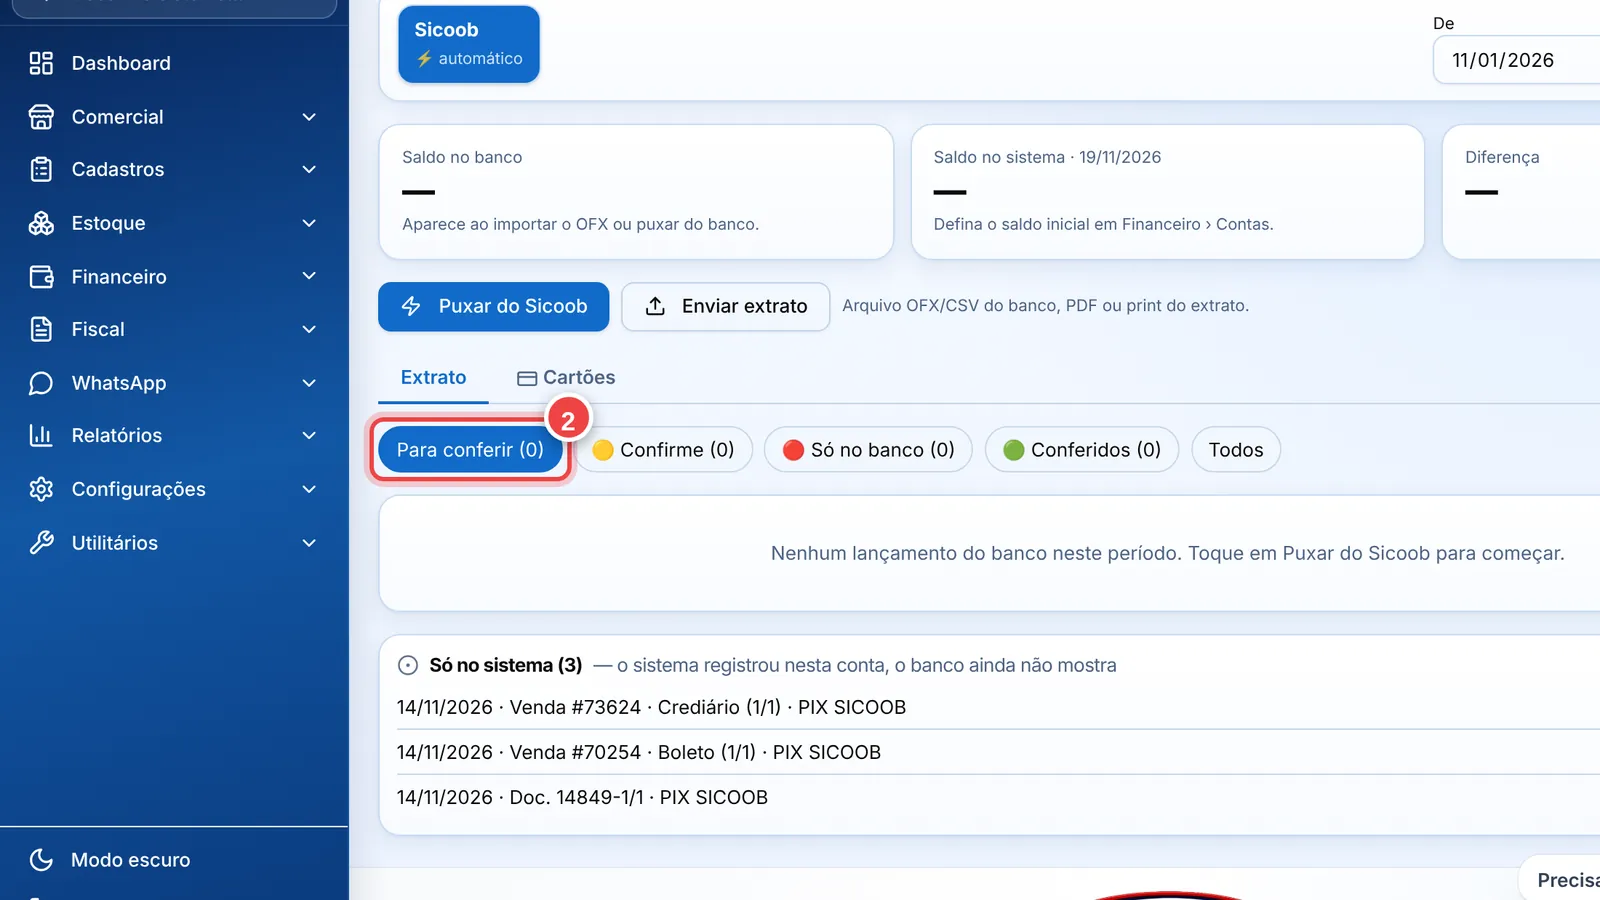 Sicoob
⚡ automático
De
11/01/2026
Dashboard
Comercial
Cadastros
Estoque
Financeiro
Fiscal
WhatsApp
Relatórios
Configurações
Utilitários
Modo escuro
Saldo no banco
—
Aparece ao importar o OFX ou puxar do banco.
Saldo no sistema · 19/11/2026
—
Defina o saldo inicial em Financeiro › Contas.
Diferença
—
Puxar do Sicoob
Enviar extrato
Arquivo OFX/CSV do banco, PDF ou print do extrato.
Extrato
Cartões
2
Para conferir (0)
🟡 Confirme (0)
🔴 Só no banco (0)
🟢 Conferidos (0)
Todos
Nenhum lançamento do banco neste período. Toque em Puxar do Sicoob para começar.
Só no sistema (3) — o sistema registrou nesta conta, o banco ainda não mostra
14/11/2026 · Venda #73624 · Crediário (1/1) · PIX SICOOB
14/11/2026 · Venda #70254 · Boleto (1/1) · PIX SICOOB
14/11/2026 · Doc. 14849-1/1 · PIX SICOOB